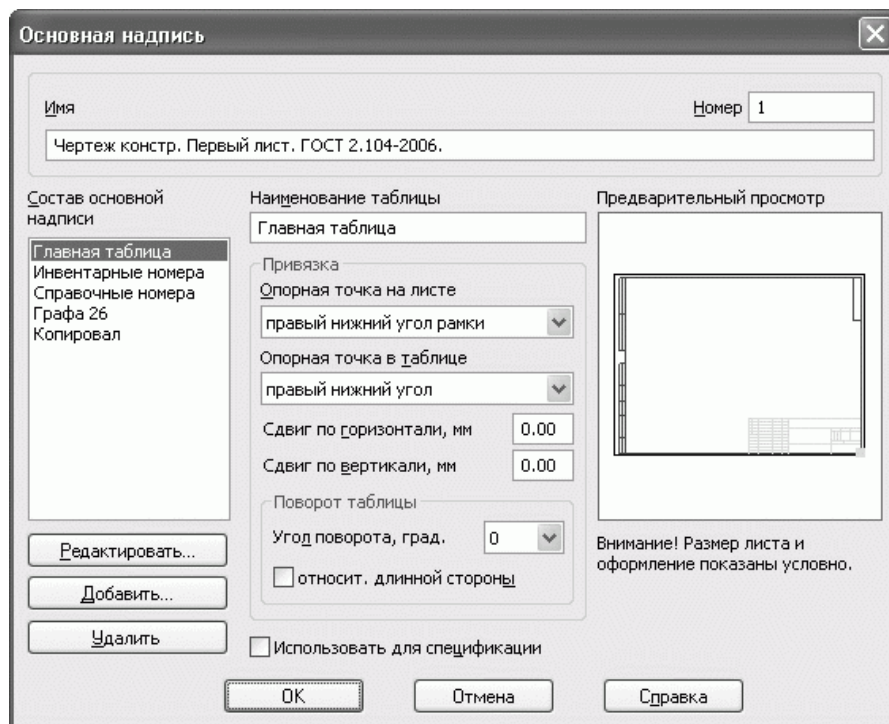 Основная надпись
Имя
Номер 1
Чертеж констр. Первый лист. ГОСТ 2.104-2006.
Состав основной
надписи
Главная таблица
Инвентарные номера
Справочные номера
Графа 26
Копировал
Редактировать...
Добавить...
Удалить
Наименование таблицы
Главная таблица
Привязка
Опорная точка на листе
правый нижний угол рамки
Опорная точка в таблице
правый нижний угол
Сдвиг по горизонтали, мм 0.00
Сдвиг по вертикали, мм 0.00
Поворот таблицы
Угол поворота, град. 0
относит. длинной стороны
Использовать для спецификации
Предварительный просмотр
Внимание! Размер листа и
оформление показаны условно.
OK
Отмена
Справка